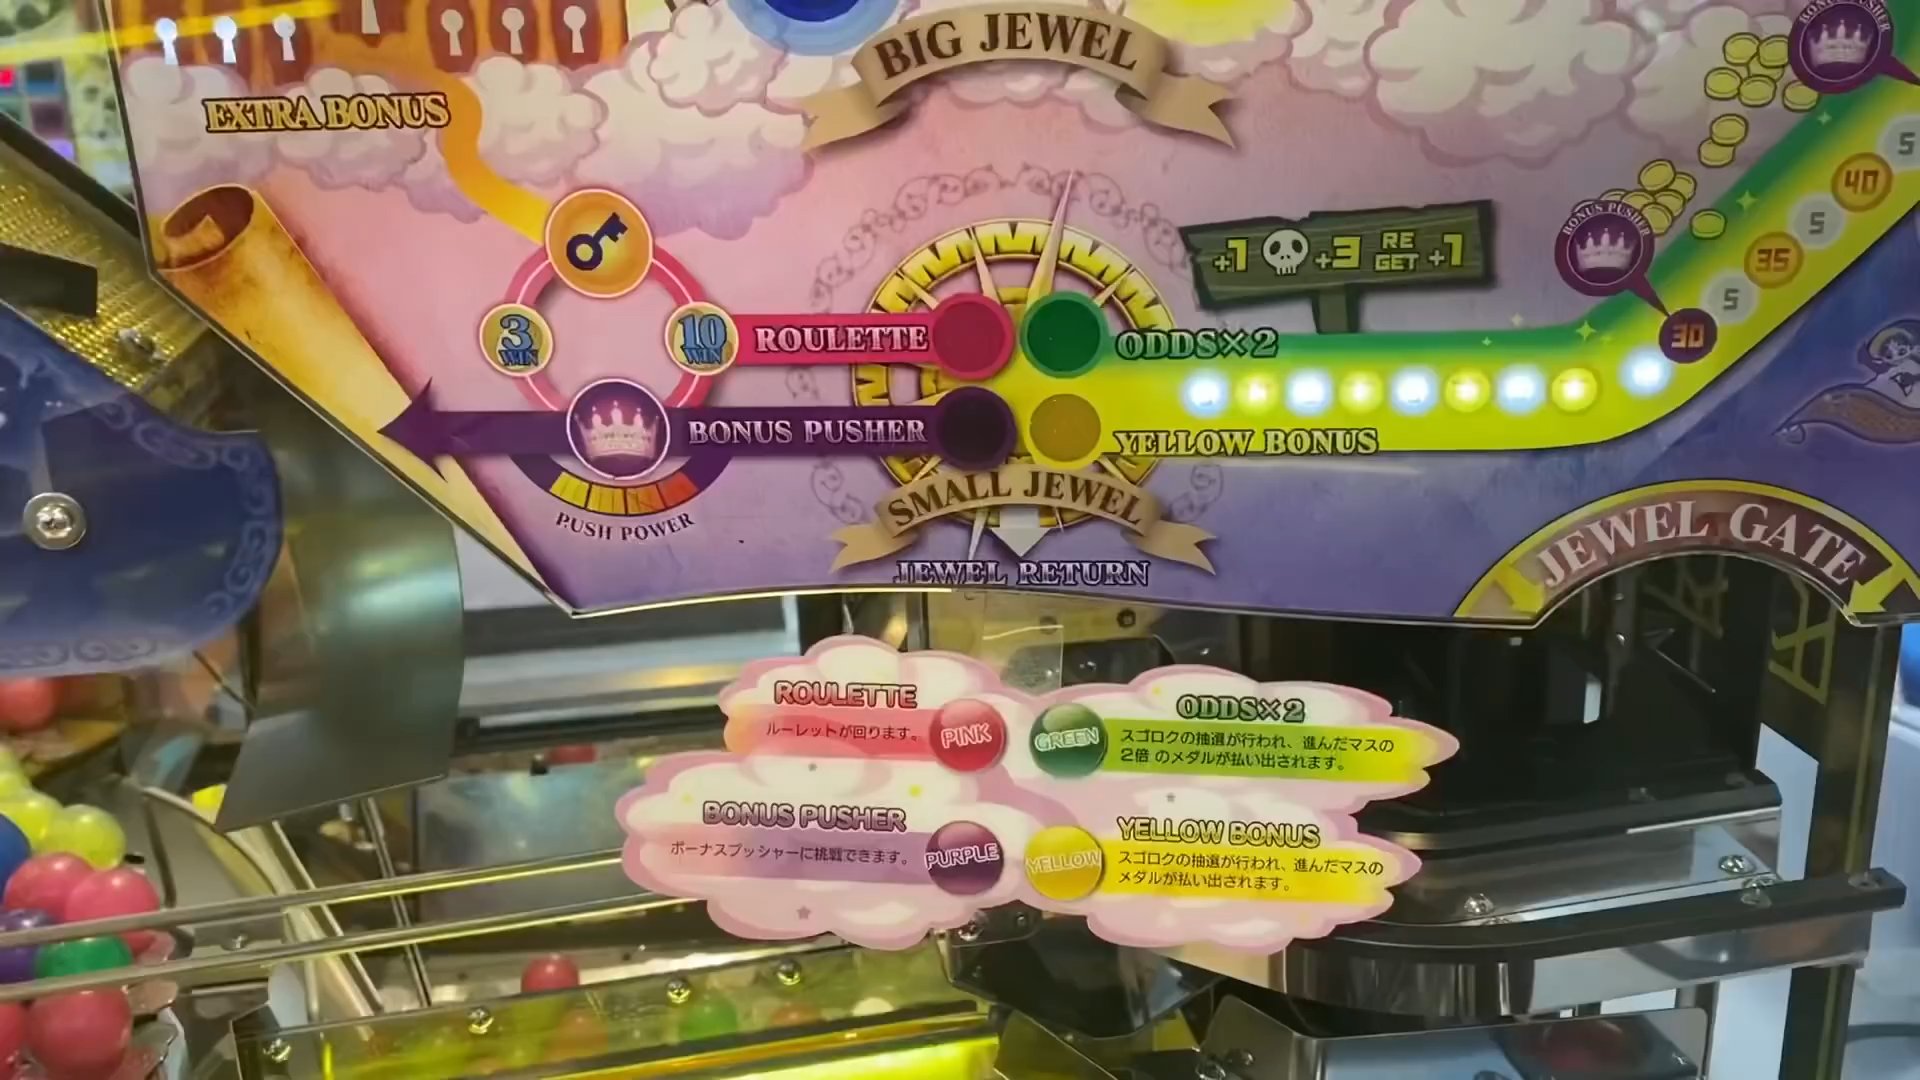 BIG JEWEL
BONUS PUSHER
EXTRA BONUS
5
40
5
+1 +3 RE GET +1
BONUS PUSHER
35
5
3 WIN
10 WIN
ROULETTE
ODDS×2
30
BONUS PUSHER
YELLOW BONUS
PUSH POWER
SMALL JEWEL
JEWEL RETURN
JEWEL GATE
ROULETTE
ルーレットが回ります。
PINK
GREEN
ODDS×2
スゴロクの抽選が行われ、進んだマスの
2倍 のメダルが払い出されます。
BONUS PUSHER
ボーナスプッシャーに挑戦できます。
PURPLE
YELLOW
YELLOW BONUS
スゴロクの抽選が行われ、進んだマスの
メダルが払い出されます。